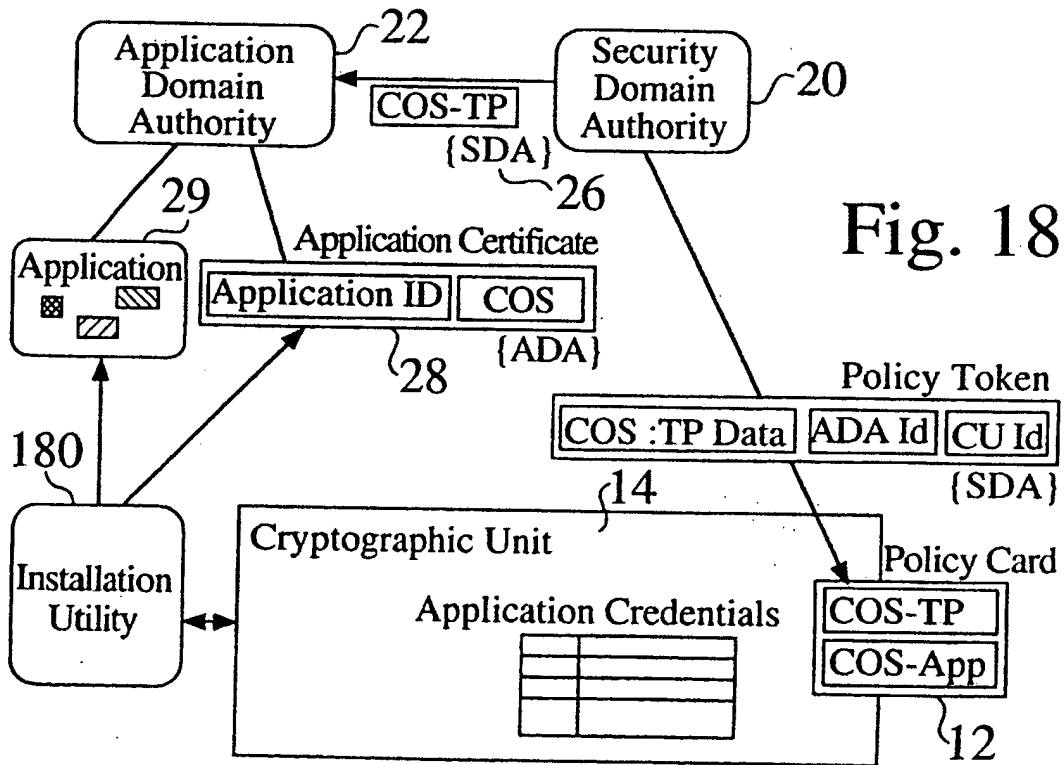 22
Application
Domain
Authority
COS-TP
{SDA}
26
Security
Domain
Authority
20
Fig. 18
29
Application
Application Certificate
Application ID
COS
{ADA}
28
Policy Token
COS :TP Data
ADA Id
CU Id
{SDA}
180
Installation
Utility
14
Cryptographic Unit
Application Credentials
Policy Card
COS-TP
COS-App
12